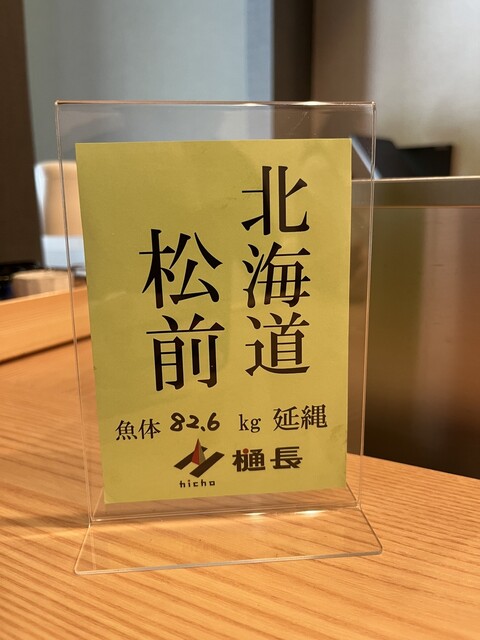 北海道
松前
魚体 82.6 kg 延縄
樋長
hicho